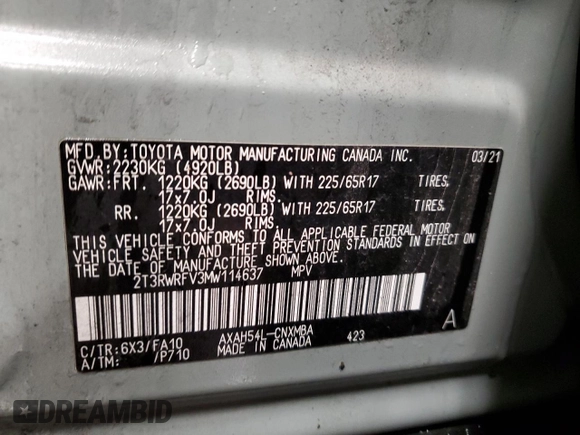 MFD.BY:TOYOTA MOTOR MANUFACTURING CANADA INC. 03/21
GVWR:2230KG (4920LB)
GAWR:FRT. 1220KG (2690LB) WITH 225/65R17 TIRES,
17x7.0J RIMS.
RR. 1220KG (2690LB) WITH 225/65R17 TIRES,
17x7.0J RIMS.
THIS VEHICLE CONFORMS TO ALL APPLICABLE FEDERAL MOTOR
VEHICLE SAFETY AND THEFT PREVENTION STANDARDS IN EFFECT ON
THE DATE OF MANUFACTURE SHOWN ABOVE.
2T3RWRFV3MW114637 MPV
C/TR:6X3/FA10 AXAH54L-CNXMBA 423 A
A/TM: /P710 MADE IN CANADA
DREAMBID